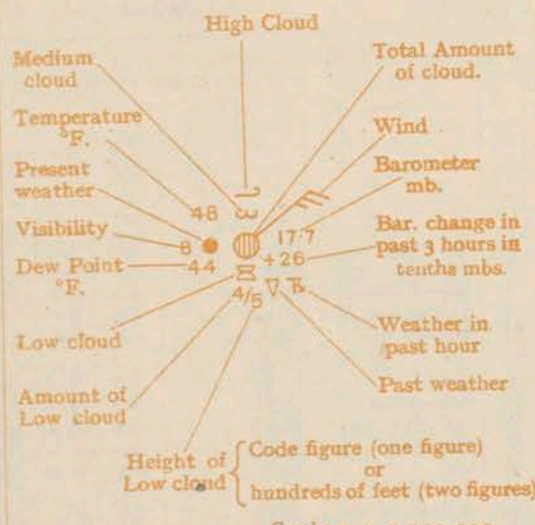 High Cloud
Medium
cloud
Total Amount
of cloud.
Temperature
°F.
Wind
Present
weather
Barometer
mb.
48
Visibility
6
17·7
Bar. change in
past 3 hours in
tenths mbs.
Dew Point
°F.
44
+26
4/5
Low cloud
Weather in
past hour
Amount of
Low cloud
Past weather
Height of
Low cloud
Code figure (one figure)
or
hundreds of feet (two figures)